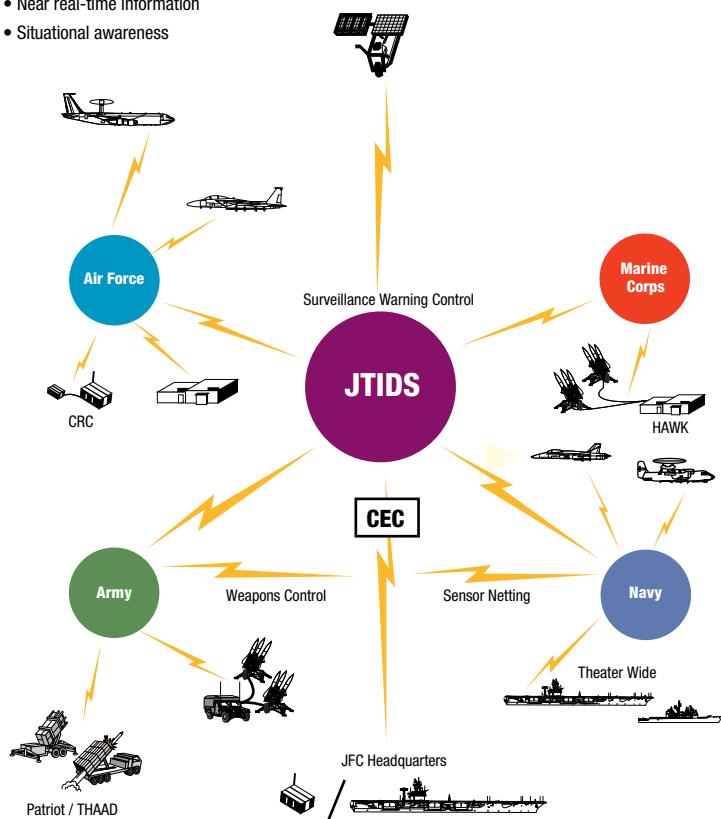 • Near real-time information
• Situational awareness
Air Force
Marine
Corps
Surveillance Warning Control
JTIDS
CRC
HAWK
CEC
Army
Weapons Control
Sensor Netting
Navy
Theater Wide
JFC Headquarters
Patriot / THAAD